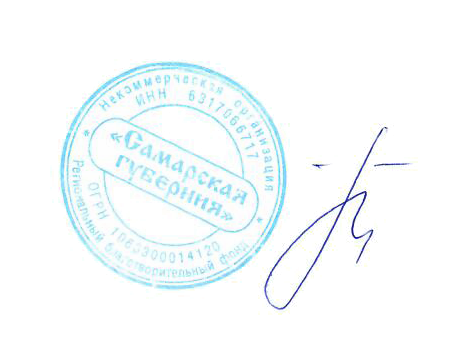 Некоммерческая организация
ИНН 6317066717
«Самарская
губерния»
ОГРН 1066300014120
Региональный благотворительный фонд